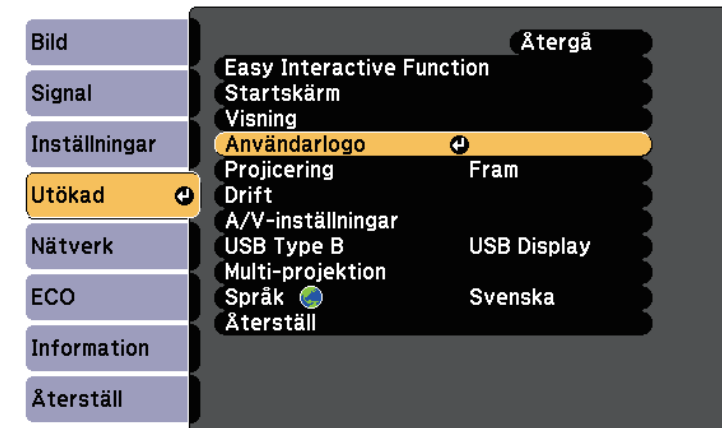 Bild
Signal
Inställningar
Utökad
Nätverk
ECO
Information
Återställ
Återgå
Easy Interactive Function
Startskärm
Visning
Användarlogo
Projicering Fram
Drift
A/V-inställningar
USB Type B USB Display
Multi-projektion
Språk Svenska
Återställ